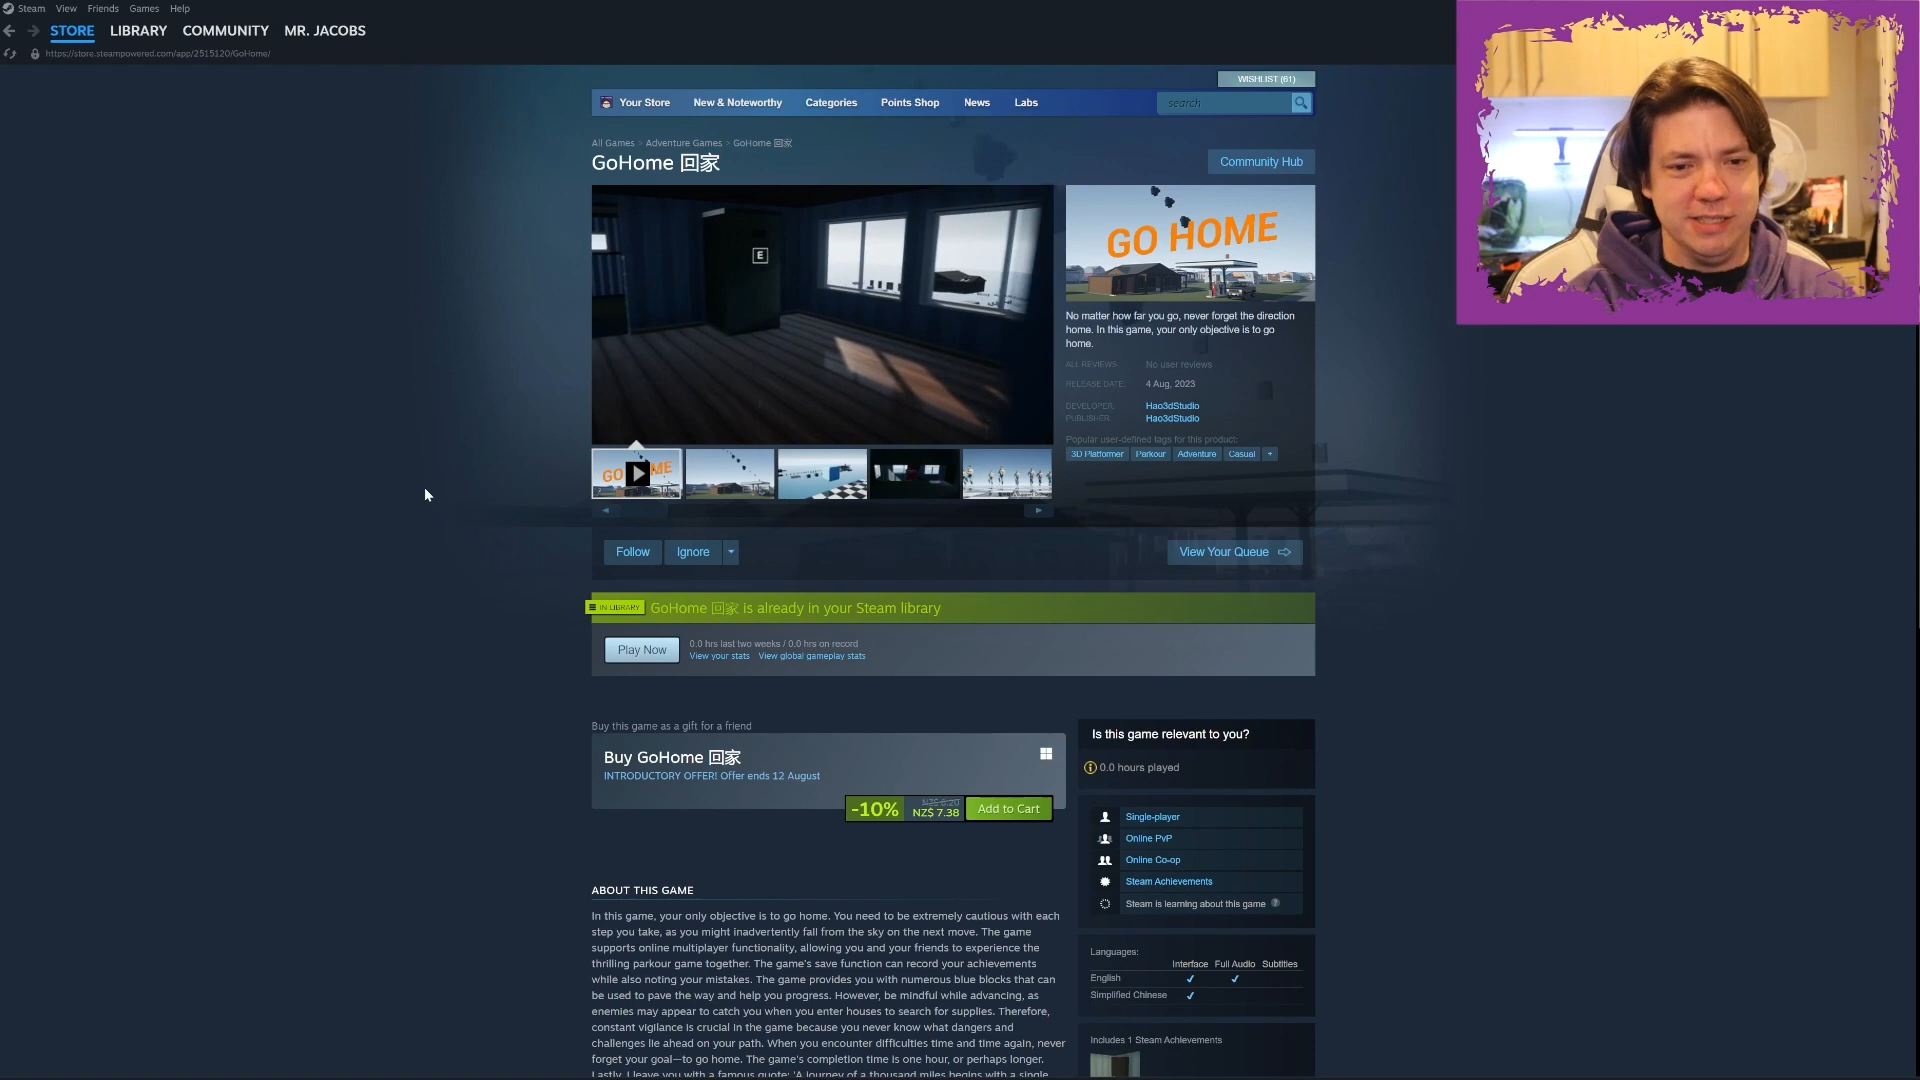 Steam View Friends Games Help
STORE LIBRARY COMMUNITY MR. JACOBS
https://store.steampowered.com/app/2515120/GoHome/
WISHLIST (61)
Your Store New & Noteworthy Categories Points Shop News Labs search
All Games > Adventure Games > GoHome 回家
GoHome 回家
Community Hub
E
GO HOME
No matter how far you go, never forget the direction
home. In this game, your only objective is to go
home.
ALL REVIEWS: No user reviews
RELEASE DATE: 4 Aug, 2023
DEVELOPER: Hao3dStudio
PUBLISHER: Hao3dStudio
Popular user-defined tags for this product:
3D Platformer Parkour Adventure Casual +
Follow Ignore View Your Queue
IN LIBRARY GoHome 回家 is already in your Steam library
Play Now
0.0 hrs last two weeks / 0.0 hrs on record
View your stats View global gameplay stats
Buy this game as a gift for a friend
Buy GoHome 回家
INTRODUCTORY OFFER! Offer ends 12 August
-10% NZ$ 8.20 NZ$ 7.38 Add to Cart
ABOUT THIS GAME
In this game, your only objective is to go home. You need to be extremely cautious with each
step you take, as you might inadvertently fall from the sky on the next move. The game
supports online multiplayer functionality, allowing you and your friends to experience the
thrilling parkour game together. The game's save function can record your achievements
while also noting your mistakes. The game provides you with numerous blue blocks that can
be used to pave the way and help you progress. However, be mindful while advancing, as
enemies may appear to catch you when you enter houses to search for supplies. Therefore,
constant vigilance is crucial in the game because you never know what dangers and
challenges lie ahead on your path. When you encounter difficulties time and time again, never
forget your goal—to go home. The game's completion time is one hour, or perhaps longer.
Lastly, I leave you with a famous quote: 'A journey of a thousand miles begins with a single
Is this game relevant to you?
0.0 hours played
Single-player
Online PvP
Online Co-op
Steam Achievements
Steam is learning about this game ?
Languages:
Interface Full Audio Subtitles
English
Simplified Chinese
Includes 1 Steam Achievements